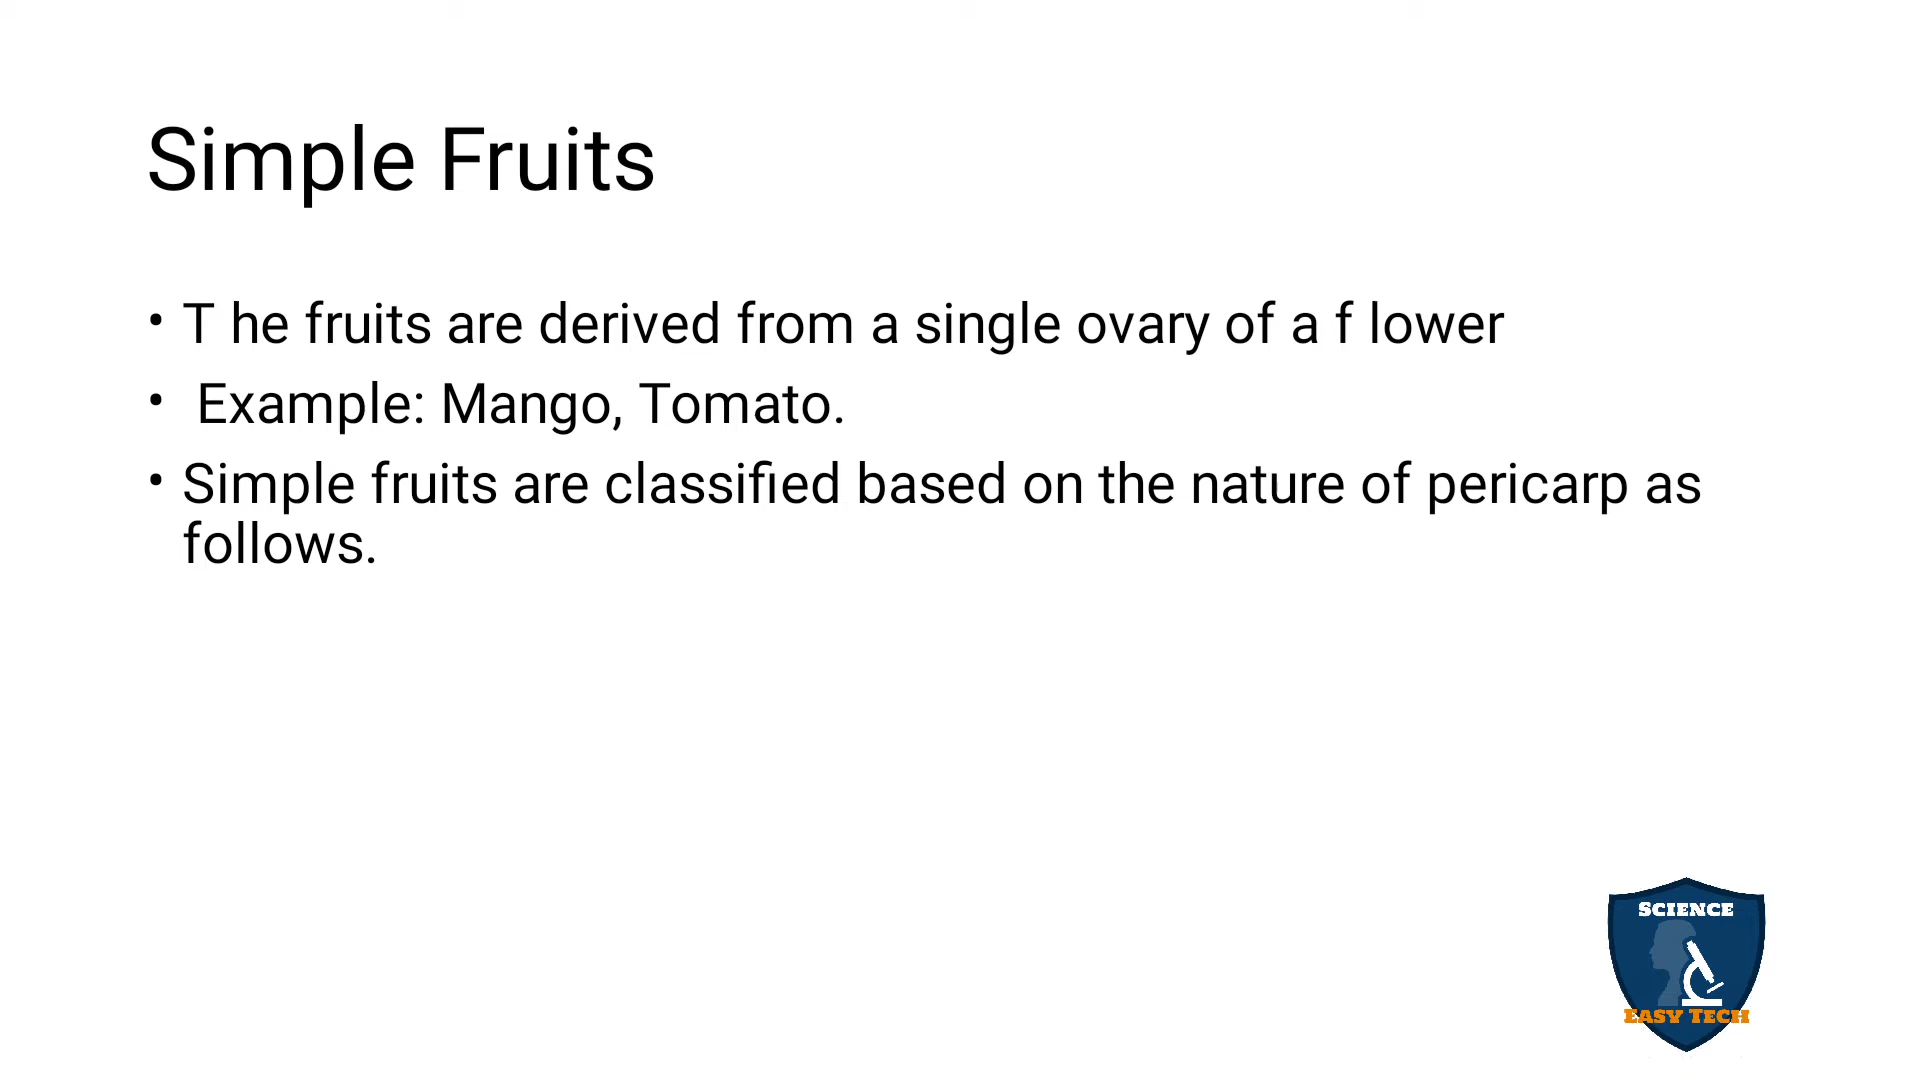 Simple Fruits
• T he fruits are derived from a single ovary of a f lower
• Example: Mango, Tomato.
• Simple fruits are classified based on the nature of pericarp as
follows.
SCIENCE
EASY TECH